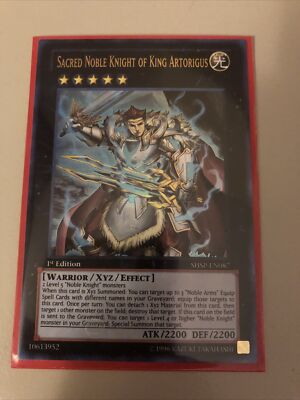 SACRED NOBLE KNIGHT OF KING ARTORIGUS
光
1st Edition
SHSP-EN087
[WARRIOR / XYZ / EFFECT]
2 Level 5 "Noble Knight" monsters
When this card is Xyz Summoned: You can target up to 3 "Noble Arms" Equip
Spell Cards with different names in your Graveyard; equip those targets to
this card. Once per turn: You can detach 1 Xyz Material from this card, then
target 1 other monster on the field; destroy that target. If this card on the field
is sent to the Graveyard: You can target 1 Level 4 or higher "Noble Knight"
monster in your Graveyard; Special Summon that target.
ATK/2200 DEF/2200
10613952
©1996 KAZUKI TAKAHASHI